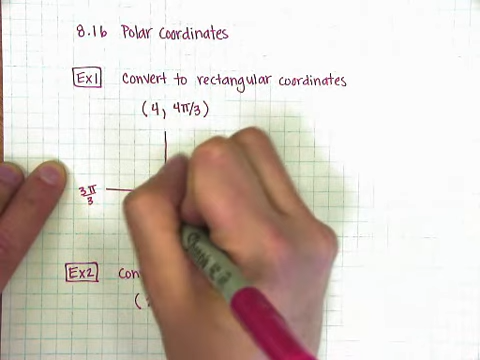 8.1b Polar Coordinates
Ex1 Convert to rectangular coordinates
(4, 4π/3)
3π/3
Ex2